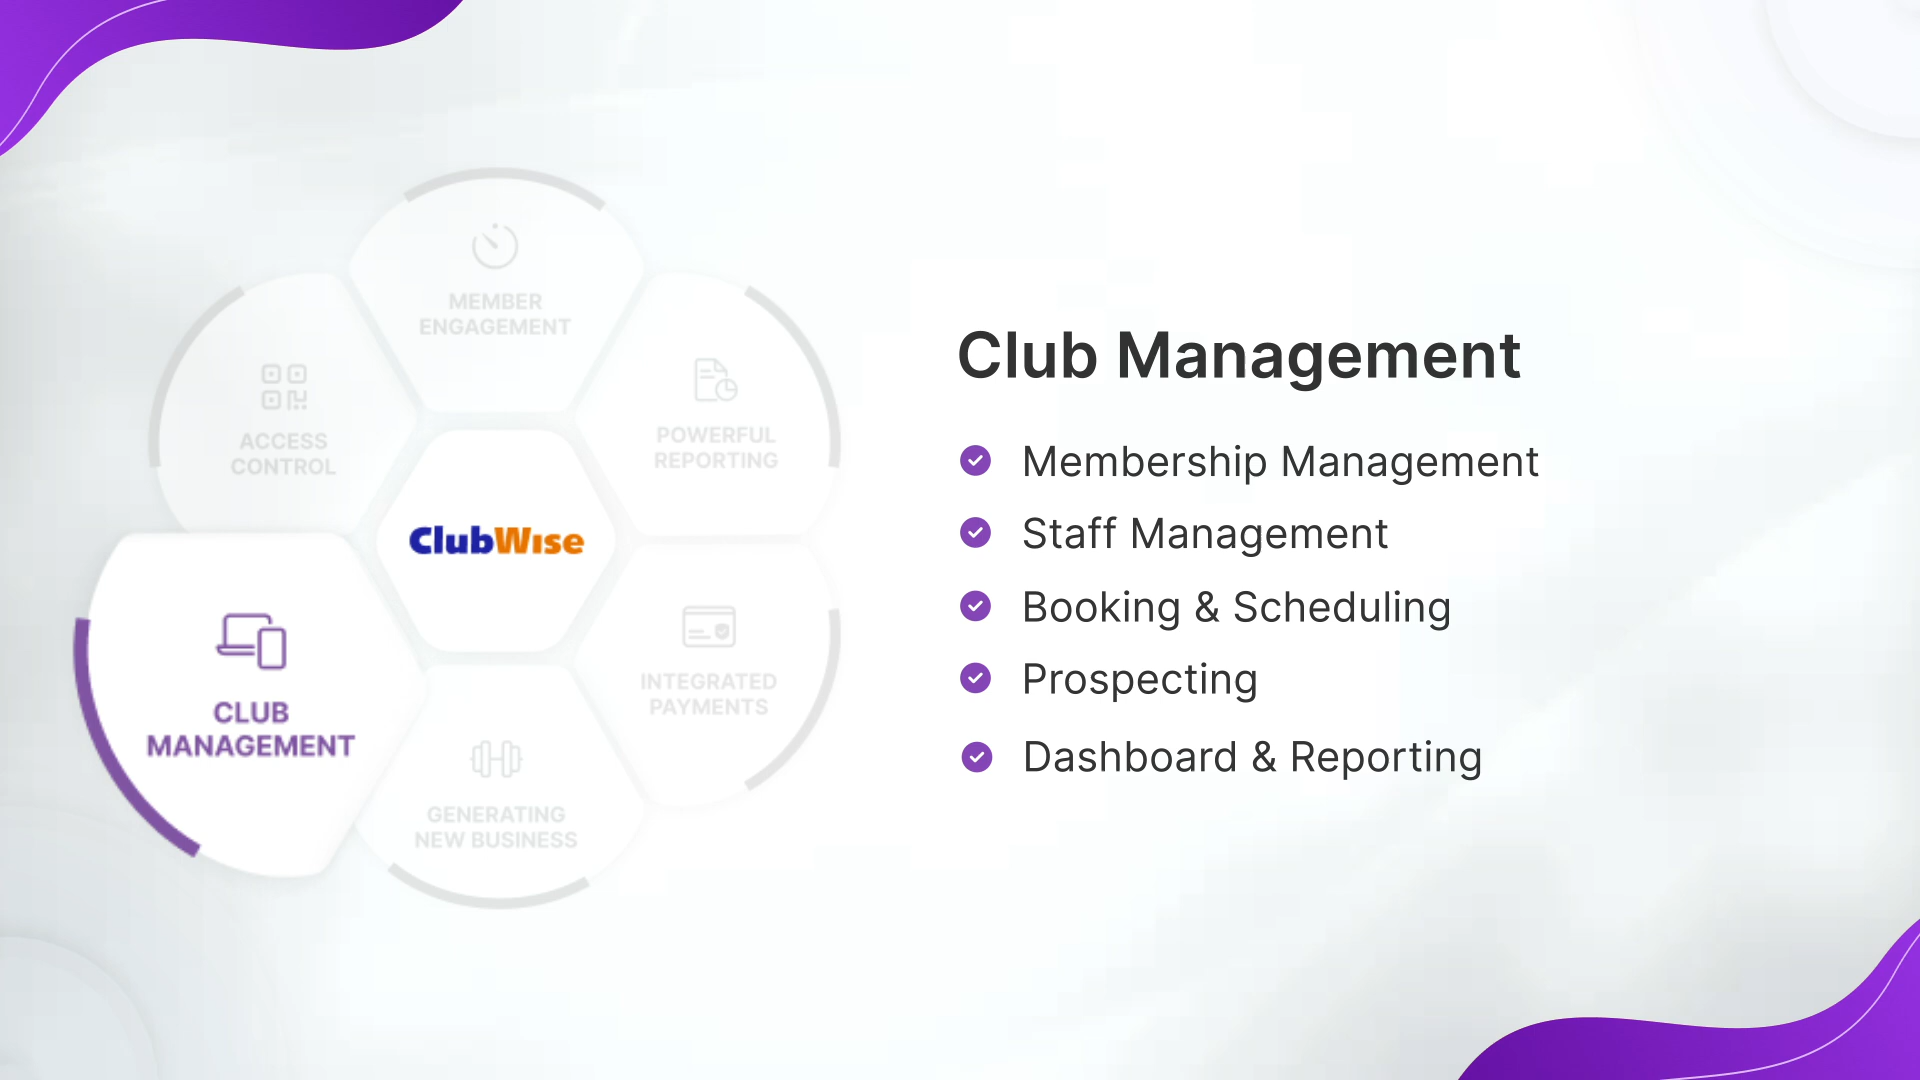 MEMBER
ENGAGEMENT
ACCESS
CONTROL
POWERFUL
REPORTING
ClubWise
CLUB
MANAGEMENT
INTEGRATED
PAYMENTS
GENERATING
NEW BUSINESS
Club Management
Membership Management
Staff Management
Booking & Scheduling
Prospecting
Dashboard & Reporting